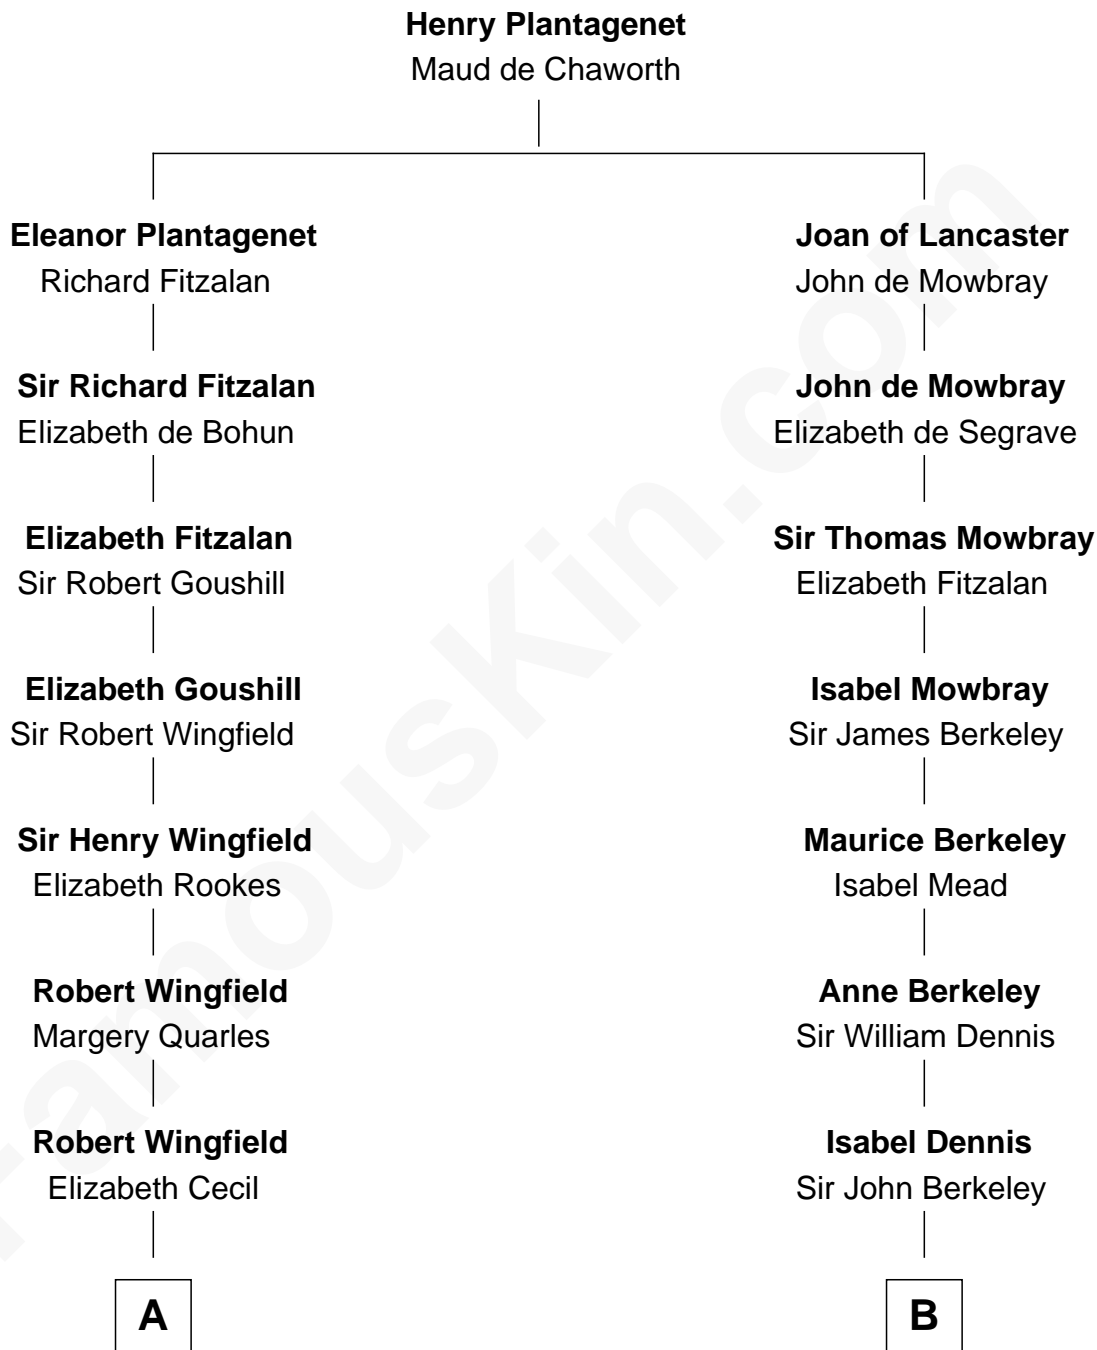 Henry Plantagenet
Maud de Chaworth
Eleanor Plantagenet
Richard Fitzalan
Joan of Lancaster
John de Mowbray
Sir Richard Fitzalan
Elizabeth de Bohun
John de Mowbray
Elizabeth de Segrave
Elizabeth Fitzalan
Sir Robert Goushill
Sir Thomas Mowbray
Elizabeth Fitzalan
Elizabeth Goushill
Sir Robert Wingfield
Isabel Mowbray
Sir James Berkeley
Sir Henry Wingfield
Elizabeth Rookes
Maurice Berkeley
Isabel Mead
Robert Wingfield
Margery Quarles
Anne Berkeley
Sir William Dennis
Robert Wingfield
Elizabeth Cecil
Isabel Dennis
Sir John Berkeley
A
B
FamousKin.com